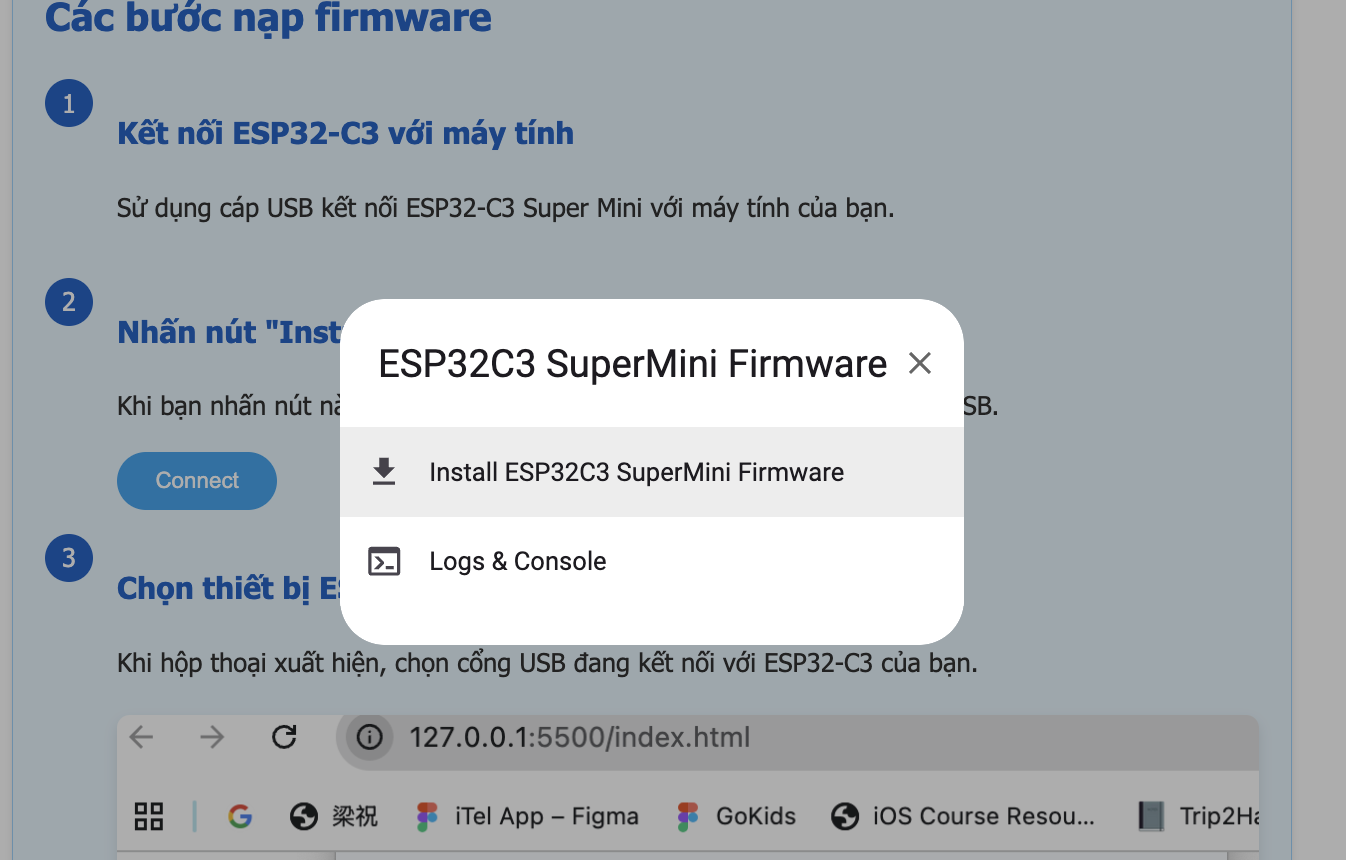 Các bước nạp firmware
1
Kết nối ESP32-C3 với máy tính
Sử dụng cáp USB kết nối ESP32-C3 Super Mini với máy tính của bạn.
2
Nhấn nút "Inst
Khi bạn nhấn nút nà
SB.
Connect
ESP32C3 SuperMini Firmware
Install ESP32C3 SuperMini Firmware
Logs & Console
3
Chọn thiết bị ES
Khi hộp thoại xuất hiện, chọn cổng USB đang kết nối với ESP32-C3 của bạn.
127.0.0.1:5500/index.html
G 梁祝 iTel App – Figma GoKids iOS Course Resou... Trip2Ha